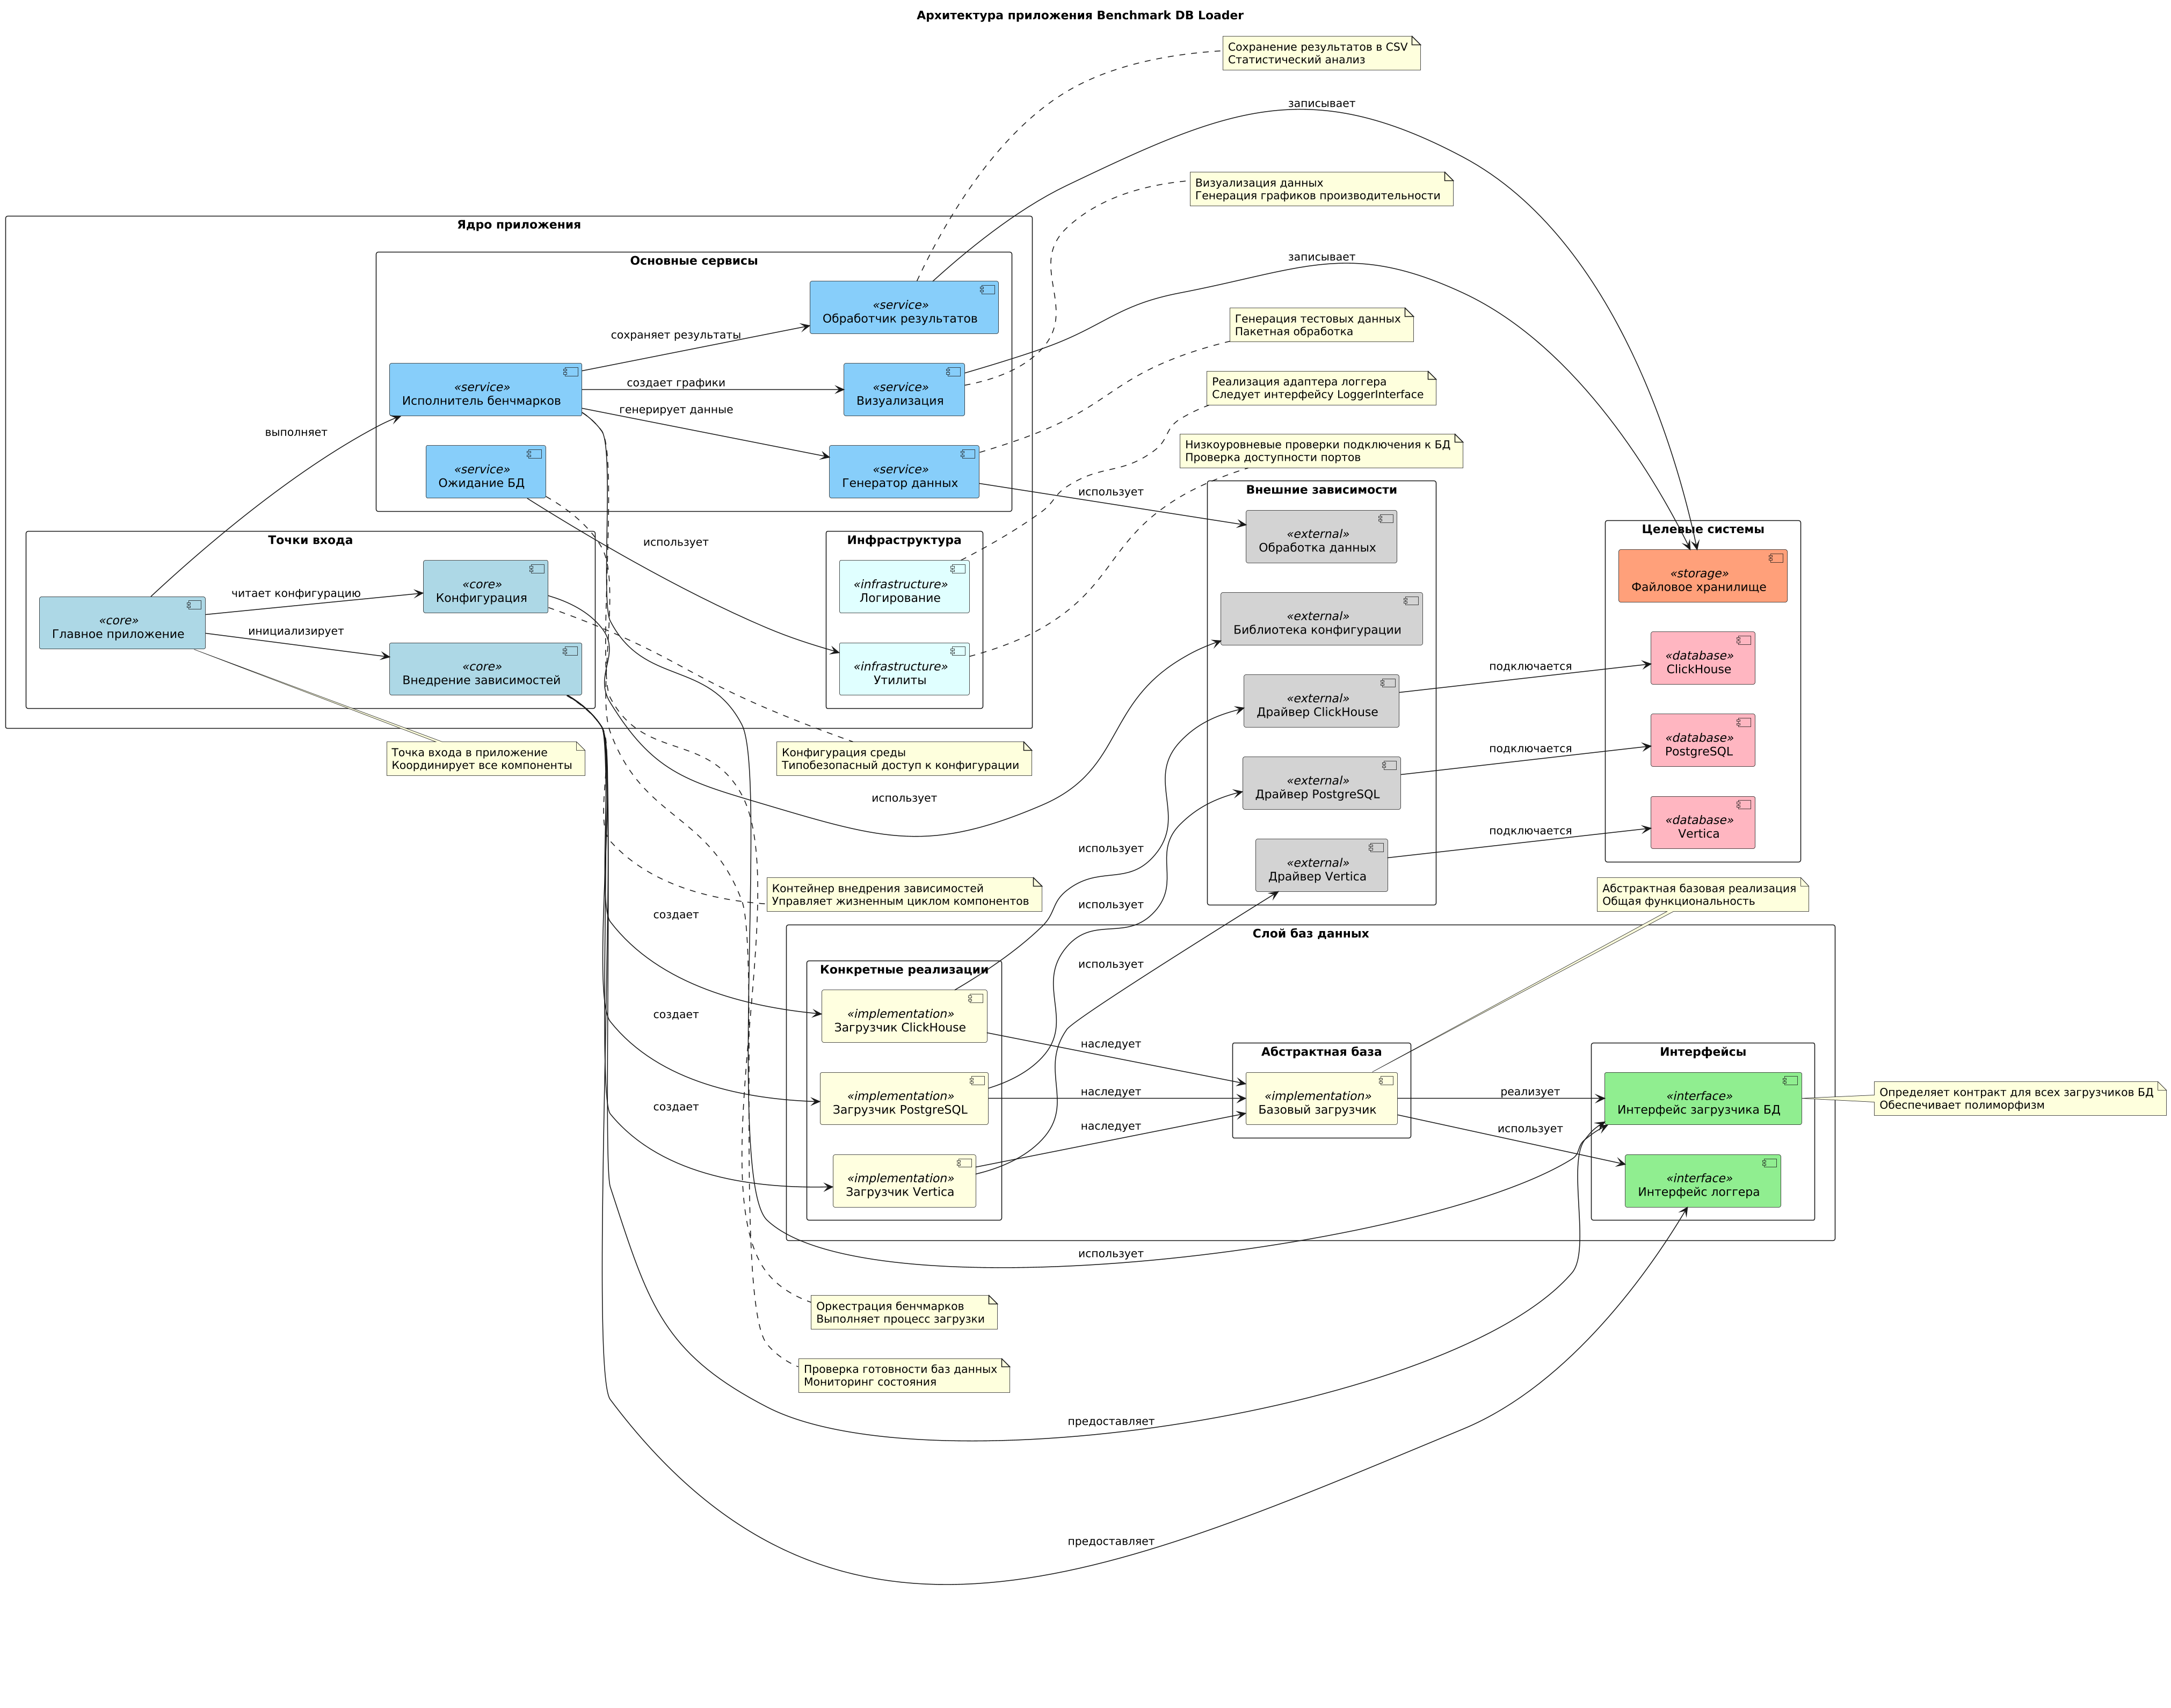 Архитектура приложения Benchmark DB Loader
Сохранение результатов в CSV
Статистический анализ
записывает
Визуализация данных
Генерация графиков производительности
записывает
Ядро приложения
Основные сервисы
«service»
Обработчик результатов
сохраняет результаты
«service»
Исполнитель бенчмарков
создает графики
«service»
Визуализация
генерирует данные
выполняет
«service»
Ожидание БД
«service»
Генератор данных
Генерация тестовых данных
Пакетная обработка
Реализация адаптера логгера
Следует интерфейсу LoggerInterface
Низкоуровневые проверки подключения к БД
Проверка доступности портов
использует
использует
Точки входа
«core»
Главное приложение
читает конфигурацию
«core»
Конфигурация
инициализирует
«core»
Внедрение зависимостей
Инфраструктура
«infrastructure»
Логирование
«infrastructure»
Утилиты
Внешние зависимости
«external»
Обработка данных
«external»
Библиотека конфигурации
«external»
Драйвер ClickHouse
«external»
Драйвер PostgreSQL
«external»
Драйвер Vertica
Целевые системы
«storage»
Файловое хранилище
подключается
«database»
ClickHouse
подключается
«database»
PostgreSQL
подключается
«database»
Vertica
Точка входа в приложение
Координирует все компоненты
Конфигурация среды
Типобезопасный доступ к конфигурации
использует
использует
использует
использует
Контейнер внедрения зависимостей
Управляет жизненным циклом компонентов
Абстрактная базовая реализация
Общая функциональность
создает
создает
создает
Слой баз данных
Конкретные реализации
«implementation»
Загрузчик ClickHouse
«implementation»
Загрузчик PostgreSQL
«implementation»
Загрузчик Vertica
наследует
наследует
наследует
Абстрактная база
«implementation»
Базовый загрузчик
реализует
использует
Интерфейсы
«interface»
Интерфейс загрузчика БД
«interface»
Интерфейс логгера
Определяет контракт для всех загрузчиков БД
Обеспечивает полиморфизм
использует
Оркестрация бенчмарков
Выполняет процесс загрузки
Проверка готовности баз данных
Мониторинг состояния
предоставляет
предоставляет